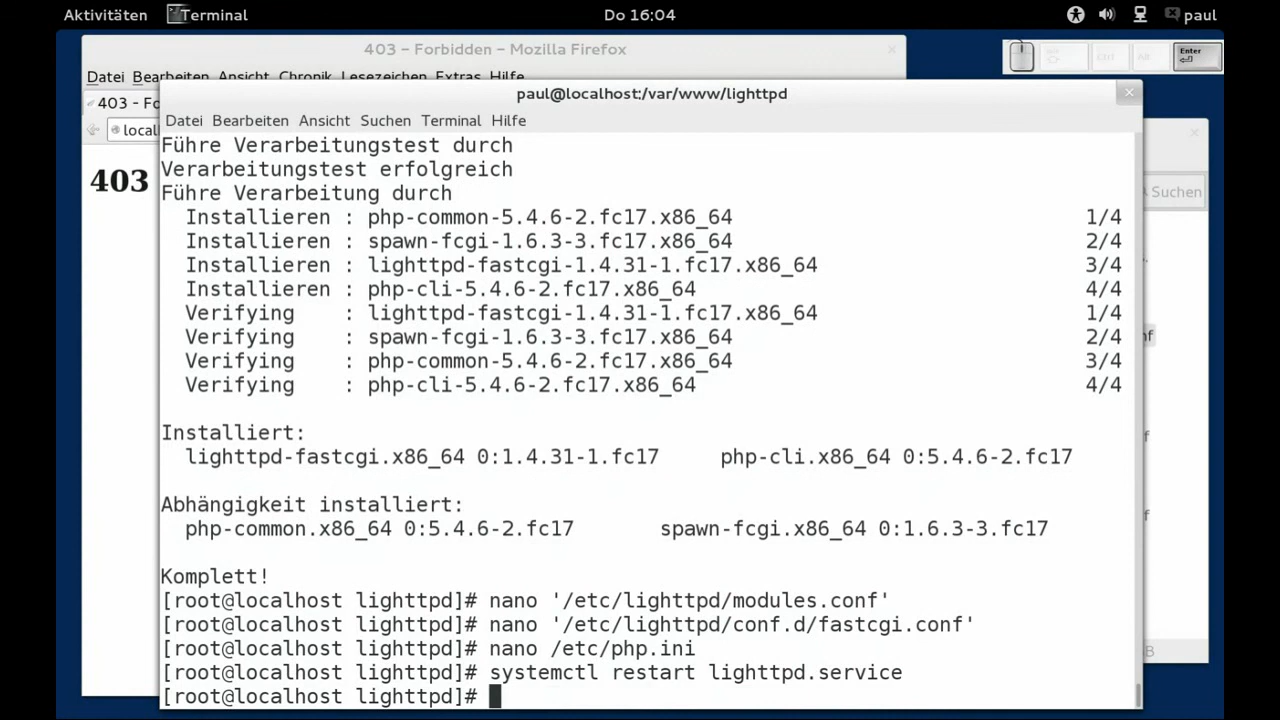 Aktivitäten Terminal Do 16:04 paul
403 – Forbidden – Mozilla Firefox
Datei Bearbeiten Ansicht Chronik Lesezeichen Extras Hilfe
Enter
403 – Fo
paul@localhost:/var/www/lighttpd
Datei Bearbeiten Ansicht Suchen Terminal Hilfe
local
403
Suchen
Führe Verarbeitungstest durch
Verarbeitungstest erfolgreich
Führe Verarbeitung durch
Installieren : php-common-5.4.6-2.fc17.x86_64 1/4
Installieren : spawn-fcgi-1.6.3-3.fc17.x86_64 2/4
Installieren : lighttpd-fastcgi-1.4.31-1.fc17.x86_64 3/4
Installieren : php-cli-5.4.6-2.fc17.x86_64 4/4
Verifying : lighttpd-fastcgi-1.4.31-1.fc17.x86_64 1/4
Verifying : spawn-fcgi-1.6.3-3.fc17.x86_64 2/4
Verifying : php-common-5.4.6-2.fc17.x86_64 3/4
Verifying : php-cli-5.4.6-2.fc17.x86_64 4/4
Installiert:
lighttpd-fastcgi.x86_64 0:1.4.31-1.fc17 php-cli.x86_64 0:5.4.6-2.fc17
Abhängigkeit installiert:
php-common.x86_64 0:5.4.6-2.fc17 spawn-fcgi.x86_64 0:1.6.3-3.fc17
Komplett!
[root@localhost lighttpd]# nano '/etc/lighttpd/modules.conf'
[root@localhost lighttpd]# nano '/etc/lighttpd/conf.d/fastcgi.conf'
[root@localhost lighttpd]# nano /etc/php.ini
[root@localhost lighttpd]# systemctl restart lighttpd.service
[root@localhost lighttpd]#